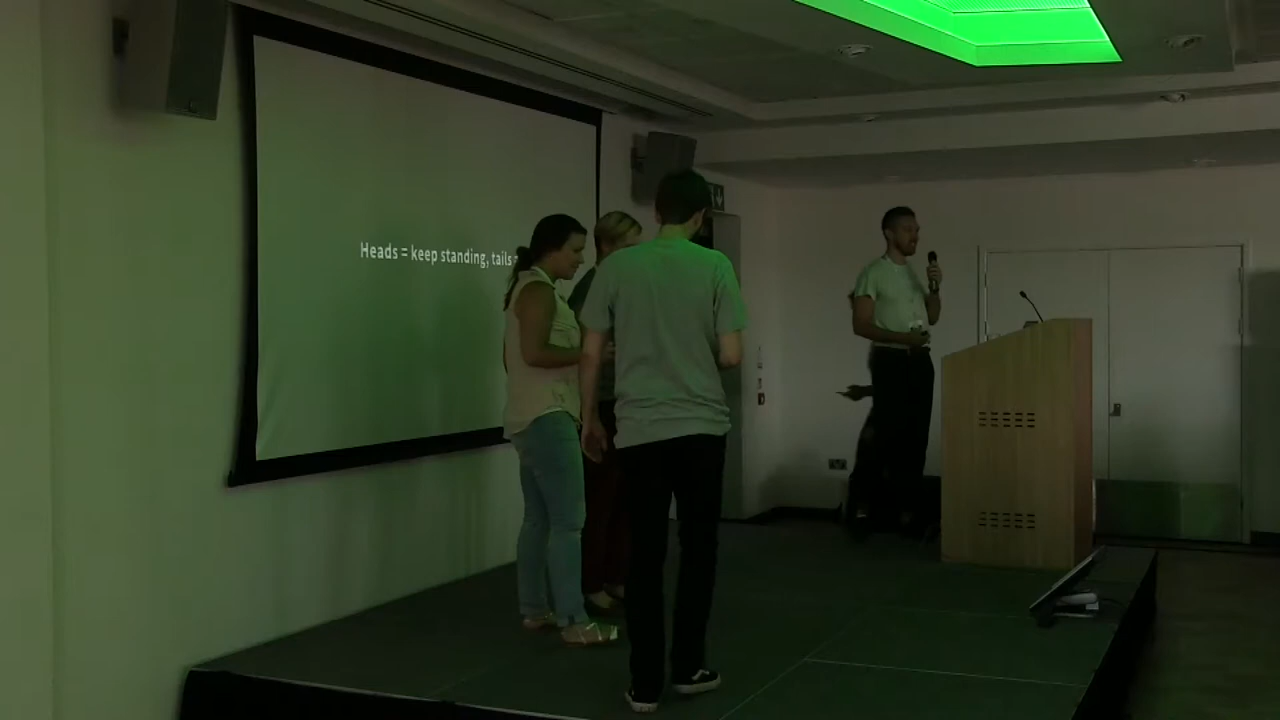 Heads = keep standing, tails